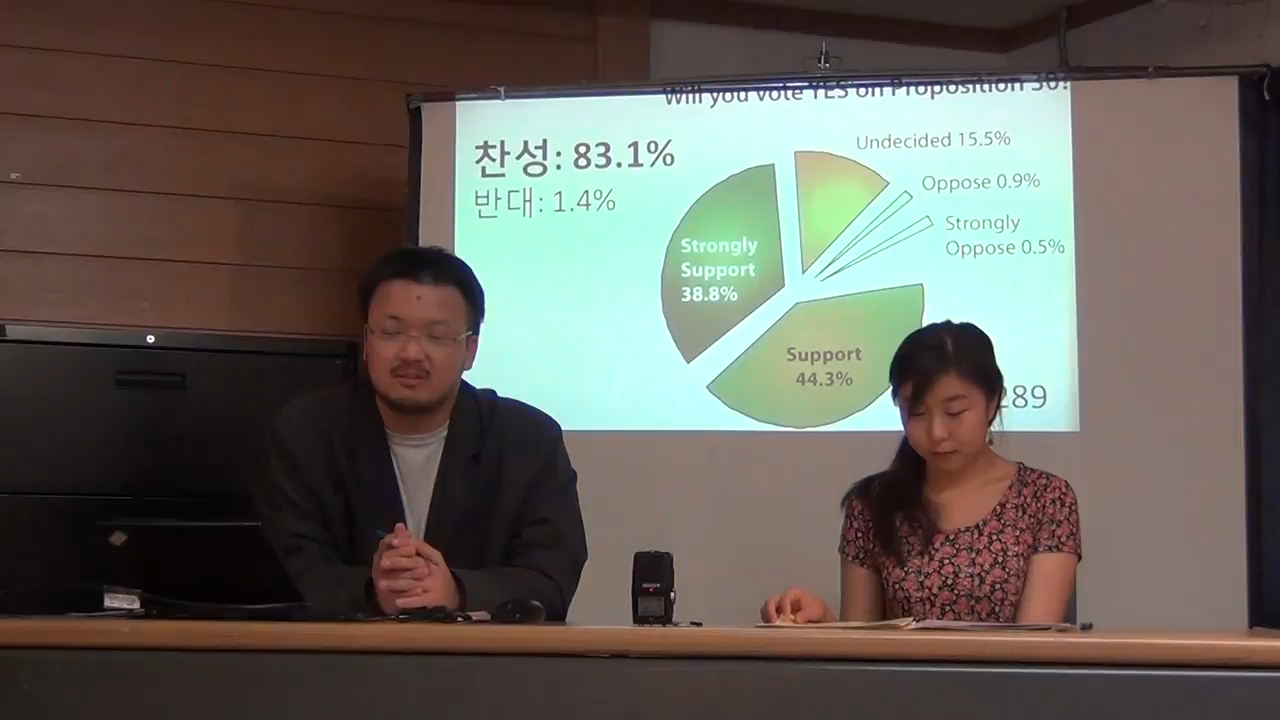 Will you vote YES on Proposition 30?
찬성: 83.1%
반대: 1.4%
Undecided 15.5%
Oppose 0.9%
Strongly
Oppose 0.5%
Strongly
Support
38.8%
Support
44.3%
289